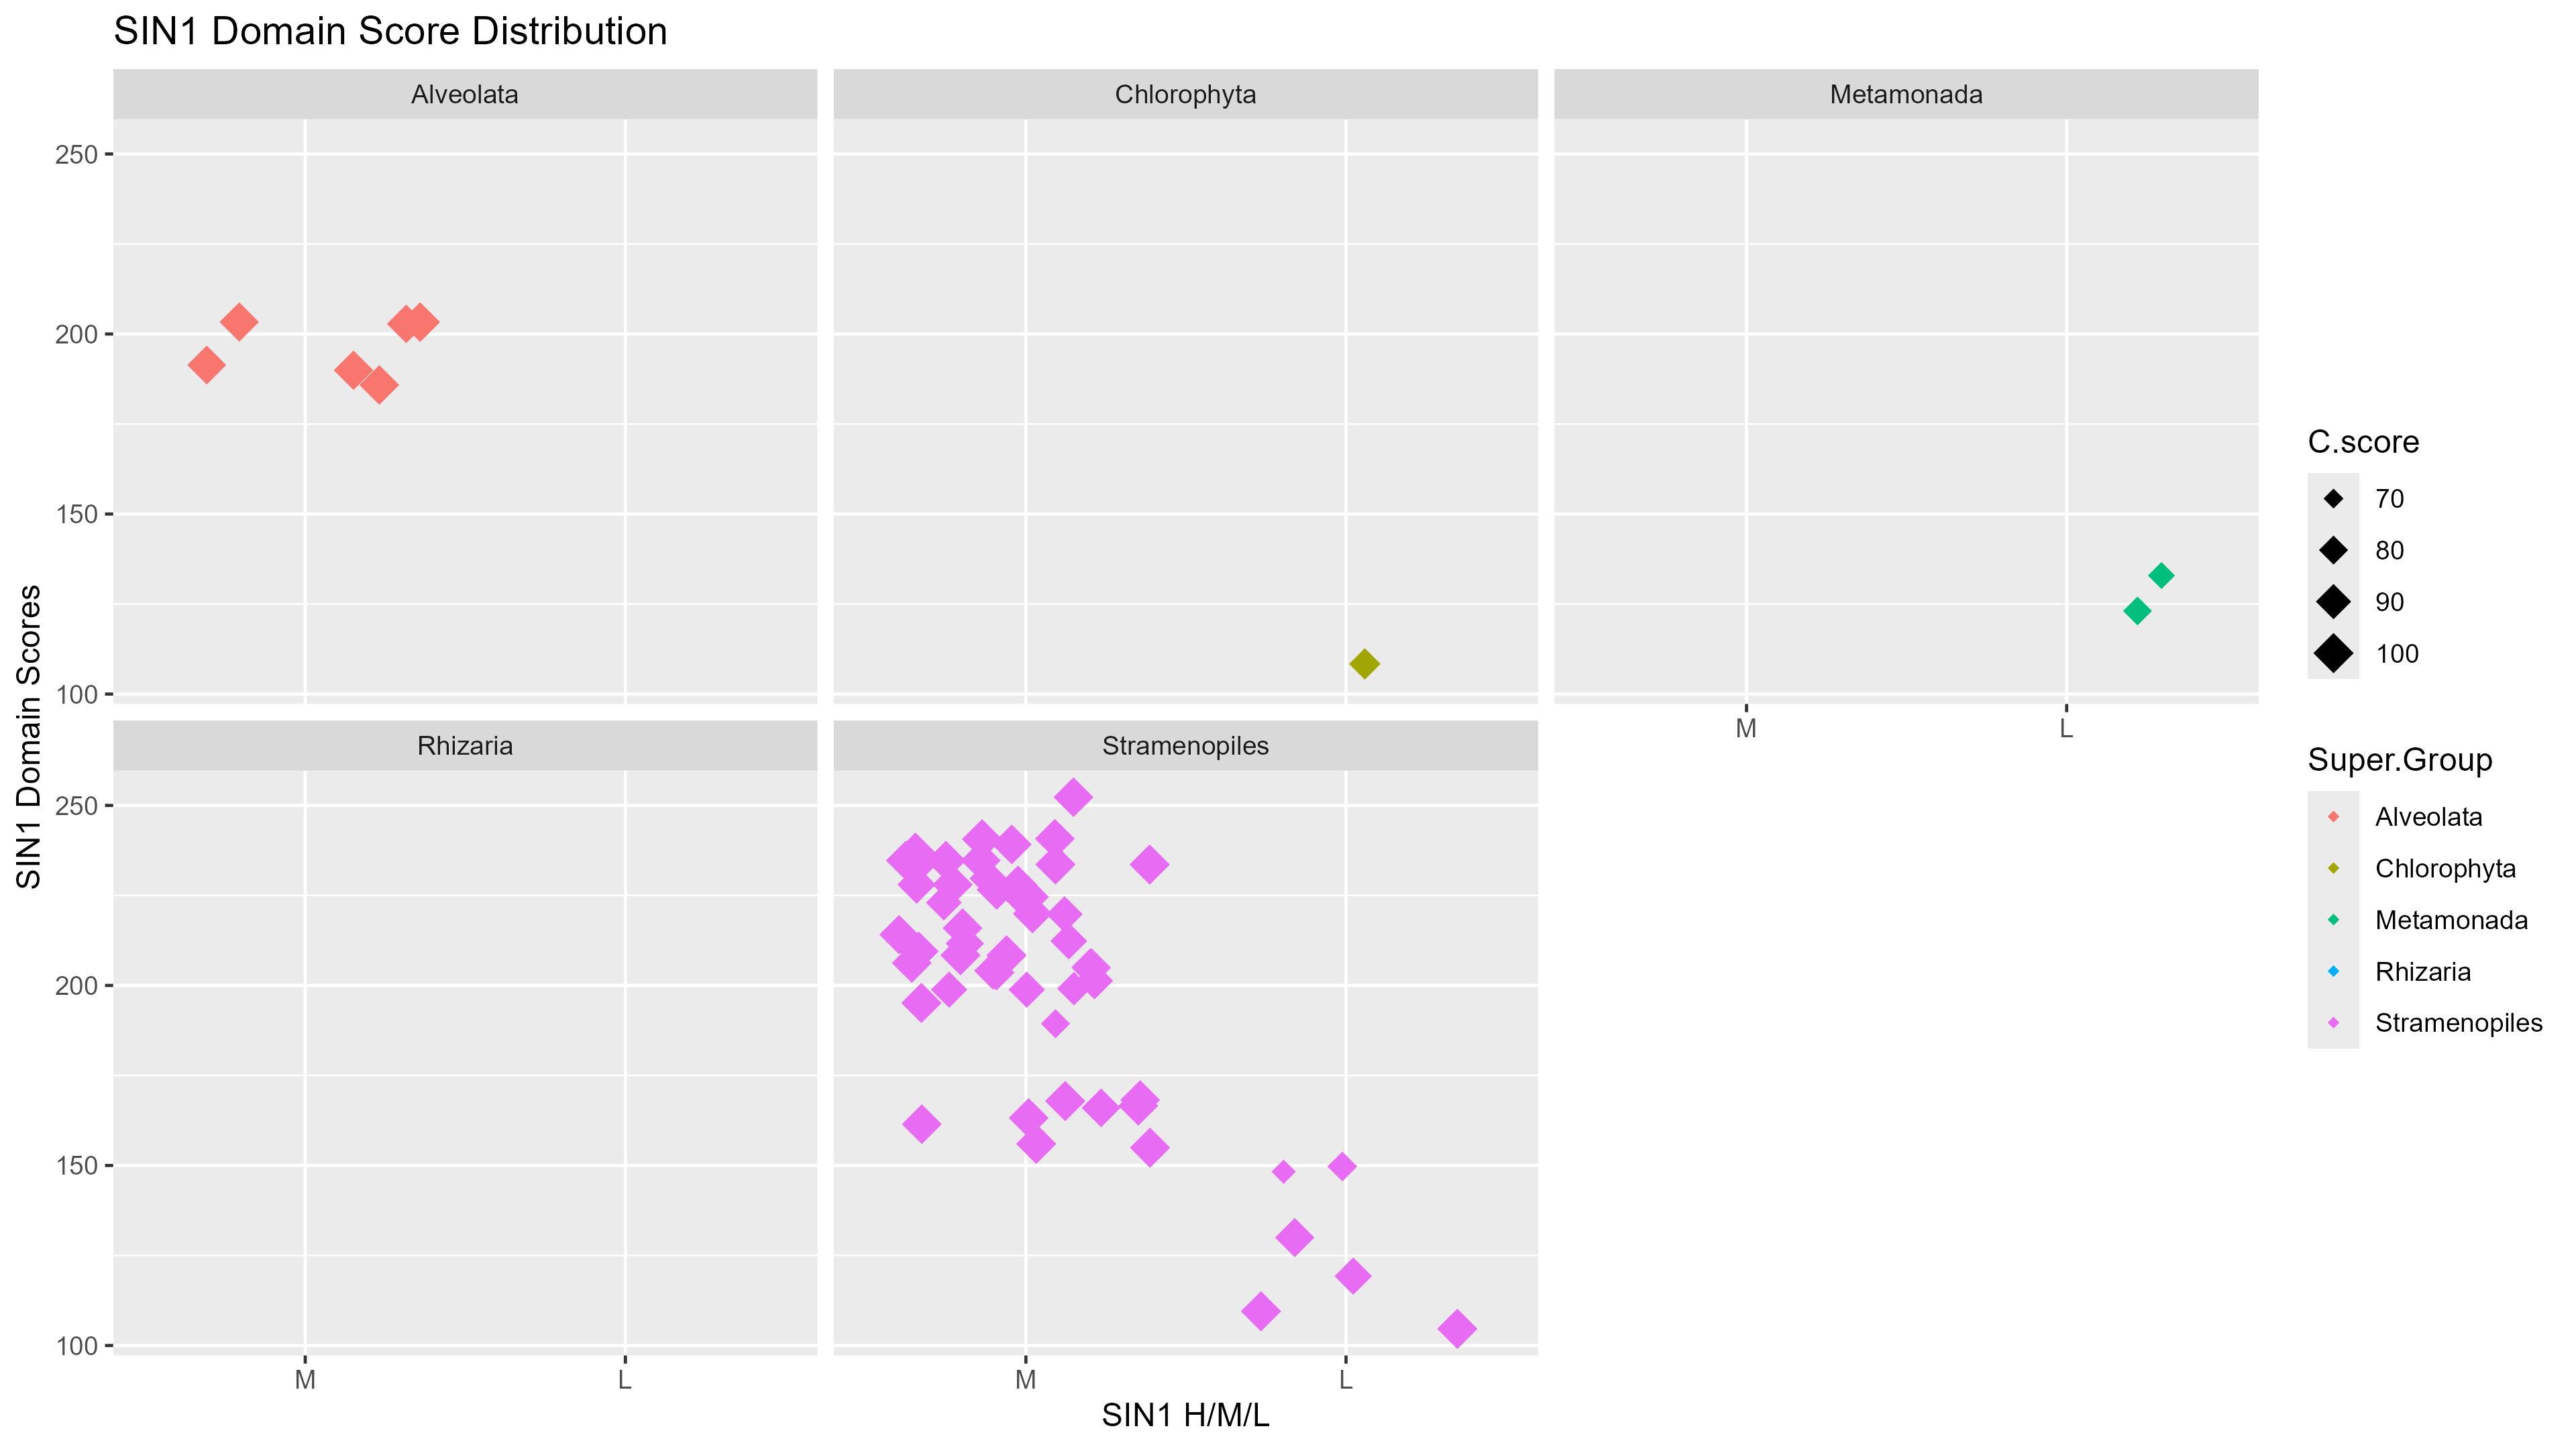 SIN1 Domain Score Distribution
Alveolata
Chlorophyta
Metamonada
250
200
150
100
M
L
Rhizaria
Stramenopiles
250
200
150
100
M
L
M
L
SIN1 H/M/L
SIN1 Domain Scores
C.score
70
80
90
100
Super.Group
Alveolata
Chlorophyta
Metamonada
Rhizaria
Stramenopiles